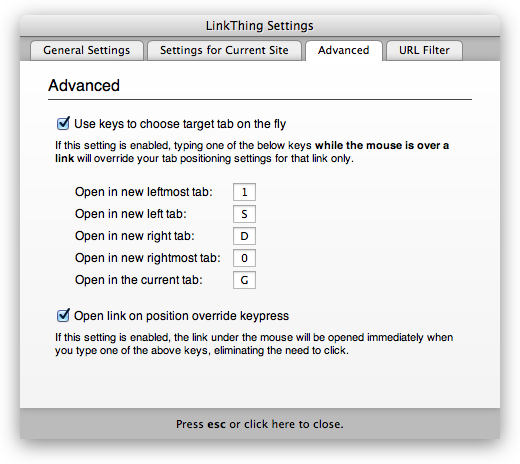 LinkThing Settings
General Settings
Settings for Current Site
Advanced
URL Filter
Advanced
Use keys to choose target tab on the fly
If this setting is enabled, typing one of the below keys while the mouse is over a
link will override your tab positioning settings for that link only.
Open in new leftmost tab: 1
Open in new left tab: S
Open in new right tab: D
Open in new rightmost tab: 0
Open in the current tab: G
Open link on position override keypress
If this setting is enabled, the link under the mouse will be opened immediately when
you type one of the above keys, eliminating the need to click.
Press esc or click here to close.